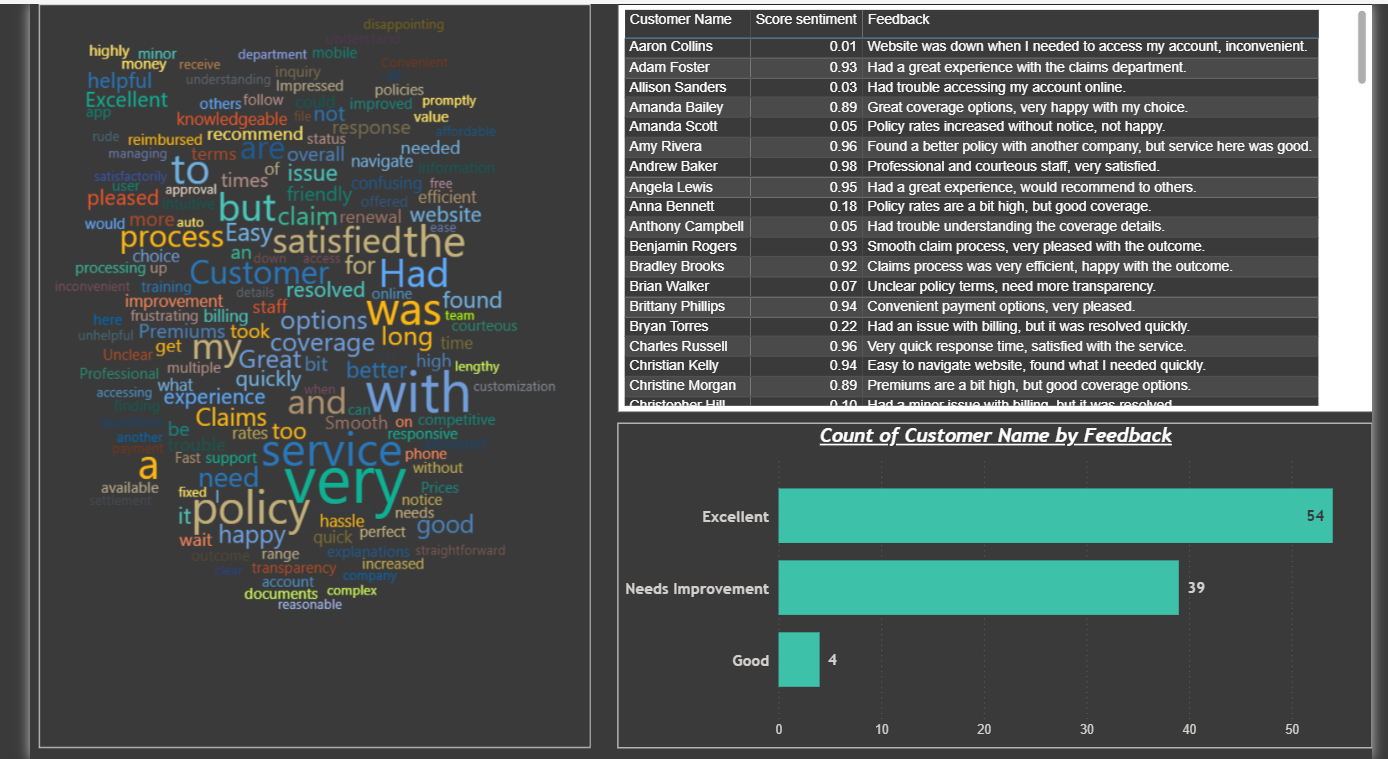 disappointing
highly minor department mobile
money receive Convenient
helpful understanding inquiry
Impressed policies
Excellent others follow could improved promptly
app knowledgeable file not value
rude reimbursed recommend status response affordable
managing terms are overall navigate needed
satisfactorily to times of issue information
user approval friendly confusing free
pleased intuitive but claim renewal offered efficient
would more auto website
process Easy satisfied the ease
choice an down access
processing up Customer for Had
inconvenient training details resolved online found
improvement staff was team
here frustrating billing options courteous
unhelpful Premiums took coverage long time
Unclear get my Great bit high lengthy
Professional multiple quickly better
accessing what experience when with customization
finding Claims and can
another be rates too Smooth on competitive
payment trouble service responsive
Fast support phone
a need very without
available fixed I Prices
settlement it policy notice
hassle needs
wait happy quick perfect good
outcome range explanations straightforward
clear transparency increased
account company
documents complex
reasonable
Customer Name Score sentiment Feedback
Aaron Collins 0.01 Website was down when I needed to access my account, inconvenient.
Adam Foster 0.93 Had a great experience with the claims department.
Allison Sanders 0.03 Had trouble accessing my account online.
Amanda Bailey 0.89 Great coverage options, very happy with my choice.
Amanda Scott 0.05 Policy rates increased without notice, not happy.
Amy Rivera 0.96 Found a better policy with another company, but service here was good.
Andrew Baker 0.98 Professional and courteous staff, very satisfied.
Angela Lewis 0.95 Had a great experience, would recommend to others.
Anna Bennett 0.18 Policy rates are a bit high, but good coverage.
Anthony Campbell 0.05 Had trouble understanding the coverage details.
Benjamin Rogers 0.93 Smooth claim process, very pleased with the outcome.
Bradley Brooks 0.92 Claims process was very efficient, happy with the outcome.
Brian Walker 0.07 Unclear policy terms, need more transparency.
Brittany Phillips 0.94 Convenient payment options, very pleased.
Bryan Torres 0.22 Had an issue with billing, but it was resolved quickly.
Charles Russell 0.96 Very quick response time, satisfied with the service.
Christian Kelly 0.94 Easy to navigate website, found what I needed quickly.
Christine Morgan 0.89 Premiums are a bit high, but good coverage options.
Christopher Hill 0.10 Had a minor issue with billing, but it was resolved
Count of Customer Name by Feedback
Excellent 54
Needs Improvement 39
Good 4
0 10 20 30 40 50